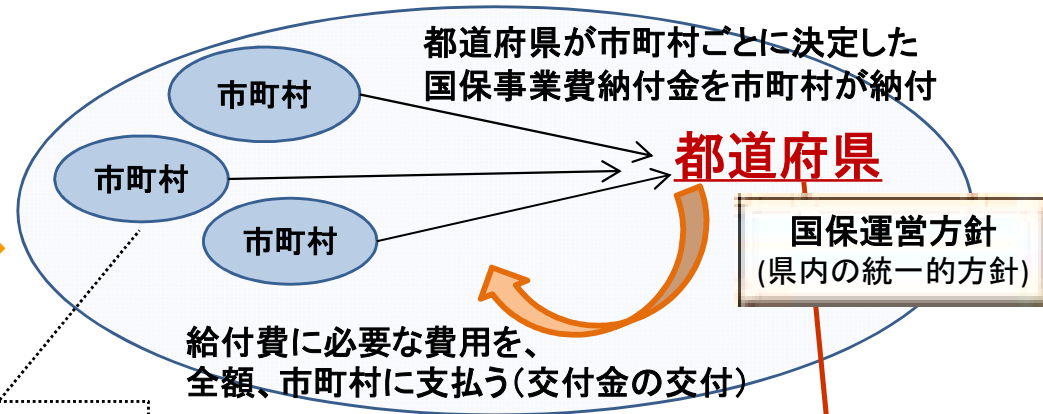 都道府県が市町村ごとに決定した
国保事業費納付金を市町村が納付
市町村
市町村
市町村
都道府県
国保運営方針
(県内の統一的方針)
給付費に必要な費用を、
全額、市町村に支払う(交付金の交付)